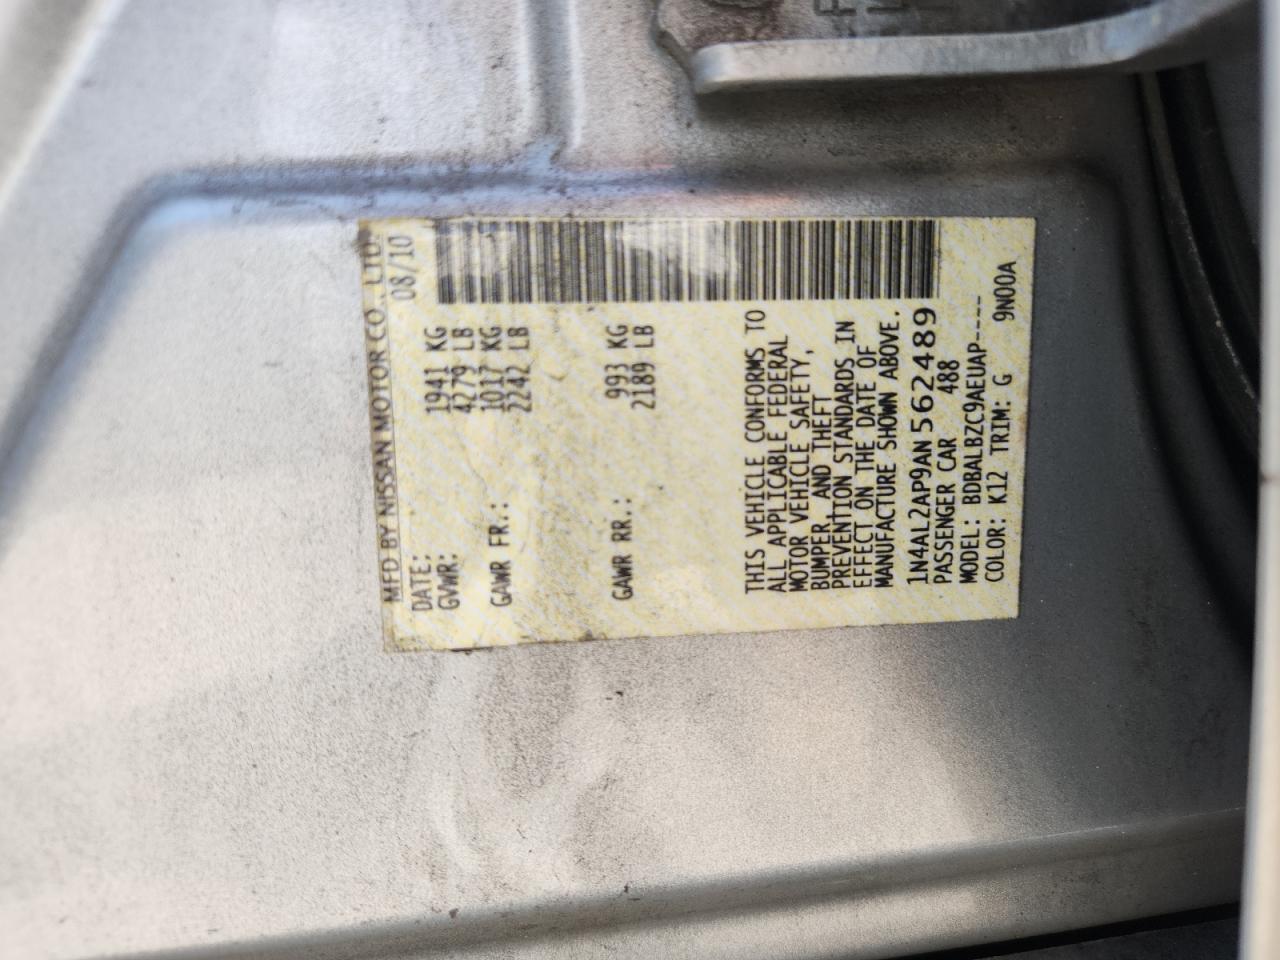 MFD BY NISSAN MOTOR CO., LTD.
DATE: 08/10
GVWR: 1941 KG
4279 LB
GAWR FR.: 1017 KG
2242 LB
GAWR RR.: 993 KG
2189 LB
THIS VEHICLE CONFORMS TO
ALL APPLICABLE FEDERAL
MOTOR VEHICLE SAFETY,
BUMPER, AND THEFT
PREVENTION STANDARDS IN
EFFECT ON THE DATE OF
MANUFACTURE SHOWN ABOVE.
1N4AL2AP9AN562489
PASSENGER CAR 488
MODEL: BDBALBZC9AEUAP----
COLOR: K12 TRIM: G 9N00A